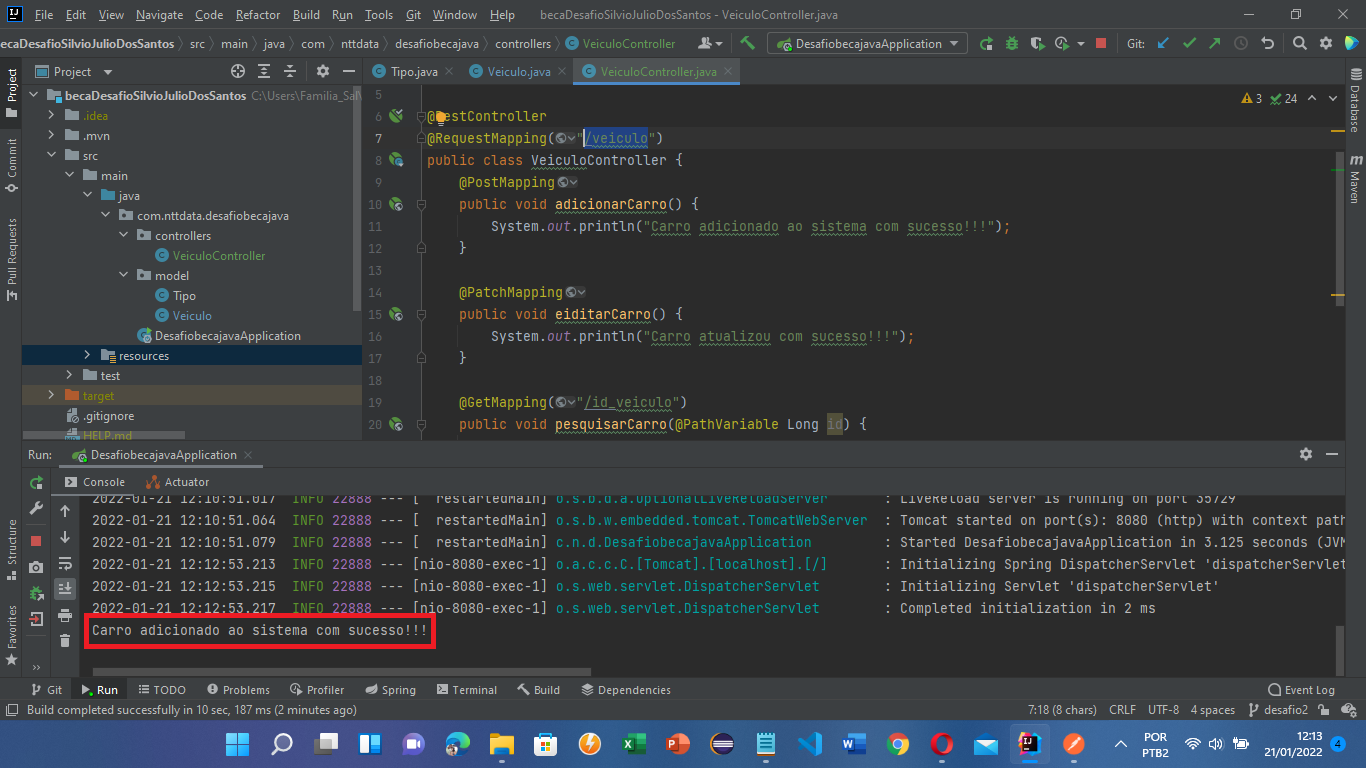 File Edit View Navigate Code Refactor Build Run Tools Git Window Help becaDesafioSilvioJulioDosSantos - VeiculoController.java
ecaDesafioSilvioJulioDosSantos src main java com nttdata desafiobecajava controllers VeiculoController DesafiobecajavaApplication Git:
Project
Tipo.java Veiculo.java VeiculoController.java
becaDesafioSilvioJulioDosSantos C:\Users\Familia_Sal
.idea
.mvn
src
main
java
com.nttdata.desafiobecajava
controllers
VeiculoController
model
Tipo
Veiculo
DesafiobecajavaApplication
resources
test
target
.gitignore
HELP.md
Project
Commit
Pull Requests
Structure
Favorites
Database
Maven
3 24
5
6 @RestController
7 @RequestMapping("/veiculo")
8 public class VeiculoController {
9 @PostMapping
10 public void adicionarCarro() {
11 System.out.println("Carro adicionado ao sistema com sucesso!!!");
12 }
13
14 @PatchMapping
15 public void eiditarCarro() {
16 System.out.println("Carro atualizou com sucesso!!!");
17 }
18
19 @GetMapping("/id_veiculo")
20 public void pesquisarCarro(@PathVariable Long id) {
Run: DesafiobecajavaApplication
Console Actuator
2022-01-21 12:10:51.017 INFO 22888 --- [ restartedMain] o.s.b.d.a.OptionalLiveReloadServer : LiveReload server is running on port 35729
2022-01-21 12:10:51.064 INFO 22888 --- [ restartedMain] o.s.b.w.embedded.tomcat.TomcatWebServer : Tomcat started on port(s): 8080 (http) with context pat
2022-01-21 12:10:51.079 INFO 22888 --- [ restartedMain] c.n.d.DesafiobecajavaApplication : Started DesafiobecajavaApplication in 3.125 seconds (JVM
2022-01-21 12:12:53.213 INFO 22888 --- [nio-8080-exec-1] o.a.c.c.C.[Tomcat].[localhost].[/] : Initializing Spring DispatcherServlet 'dispatcherServlet
2022-01-21 12:12:53.215 INFO 22888 --- [nio-8080-exec-1] o.s.web.servlet.DispatcherServlet : Initializing Servlet 'dispatcherServlet'
2022-01-21 12:12:53.217 INFO 22888 --- [nio-8080-exec-1] o.s.web.servlet.DispatcherServlet : Completed initialization in 2 ms
Carro adicionado ao sistema com sucesso!!!
Git Run TODO Problems Profiler Spring Terminal Build Dependencies Event Log
Build completed successfully in 10 sec, 187 ms (2 minutes ago) 7:18 (8 chars) CRLF UTF-8 4 spaces desafio2
POR 12:13
PTB2 21/01/2022 4